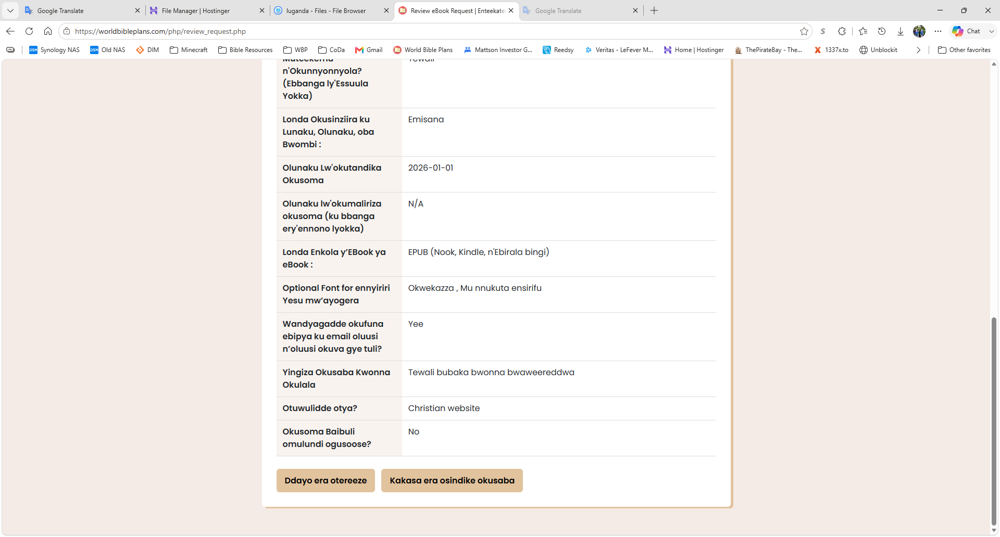 Google Translate
File Manager | Hostinger
luganda - Files - File Browser
Review eBook Request | Enteekate
Google Translate
https://worldbibleplans.com/php/review_request.php
Chat
Synology NAS
Old NAS
DIM
Minecraft
Bible Resources
WBP
CoDa
Gmail
World Bible Plans
Mattson Investor G...
Reedsy
Veritas - LeFever M...
Home | Hostinger
ThePirateBay - The...
1337x.to
Unblockit
Other favorites
n'Okunnyonnyola?
(Ebbanga ly'Essuula
Yokka)
Tewali
Londa Okusinziira ku
Lunaku, Olunaku, oba
Bwombi :
Emisana
Olunaku Lw'okutandika
Okusoma
2026-01-01
Olunaku lw'okumaliriza
okusoma (ku bbanga
ery'ennono lyokka)
N/A
Londa Enkola y’EBook ya
eBook :
EPUB (Nook, Kindle, n'Ebirala bingi)
Optional Font for ennyiriri
Yesu mw’ayogera
Okwekazza , Mu nnukuta ensirifu
Wandyagadde okufuna
ebipya ku email oluusi
n’oluusi okuva gye tuli?
Yee
Yingiza Okusaba Kwonna
Okulala
Tewali bubaka bwonna bwaweereddwa
Otuwulidde otya?
Christian website
Okusoma Baibuli
omulundi ogusoose?
No
Ddayo era otereeze
Kakasa era osindike okusaba